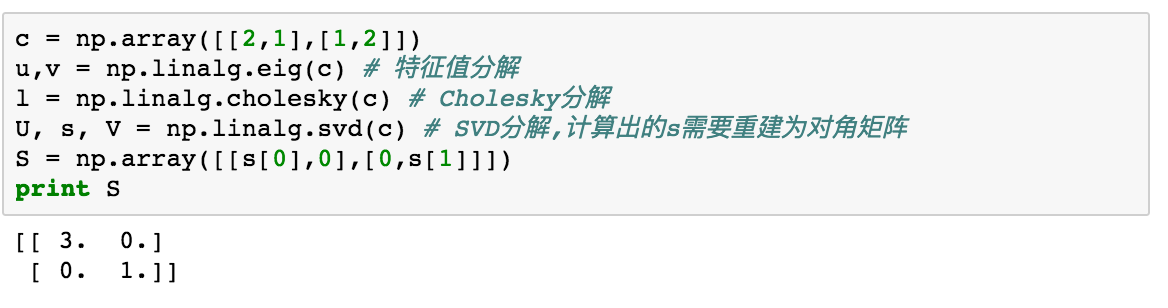 c = np.array([[2,1],[1,2]])
u,v = np.linalg.eig(c) # 特征值分解
l = np.linalg.cholesky(c) # Cholesky分解
U, s, V = np.linalg.svd(c) # SVD分解,计算出的s需要重建为对角矩阵
S = np.array([[s[0],0],[0,s[1]]])
print S
[[ 3.  0.]
 [ 0.  1.]]